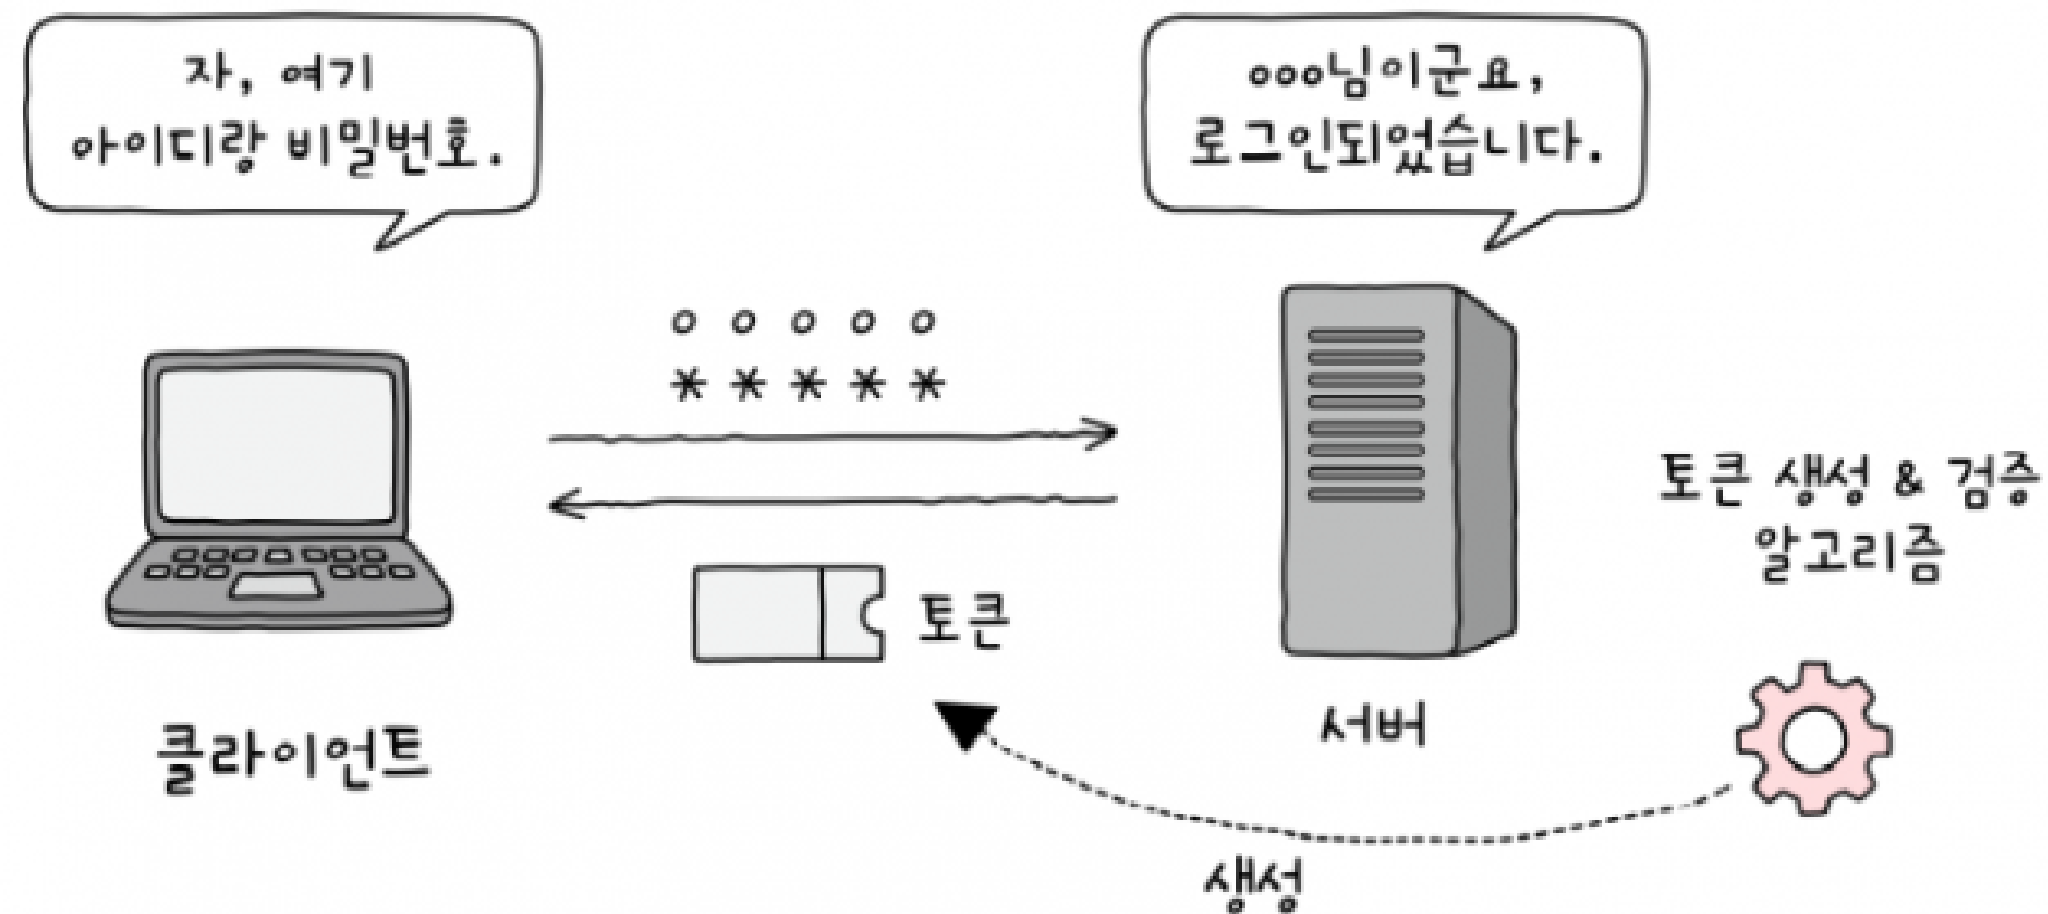 자, 여기
아이디랑 비밀번호.
ooo님이군요,
로그인되었습니다.
o o o o o
* * * * *
토큰 생성 & 검증
알고리즘
토큰
클라이언트
서버
생성